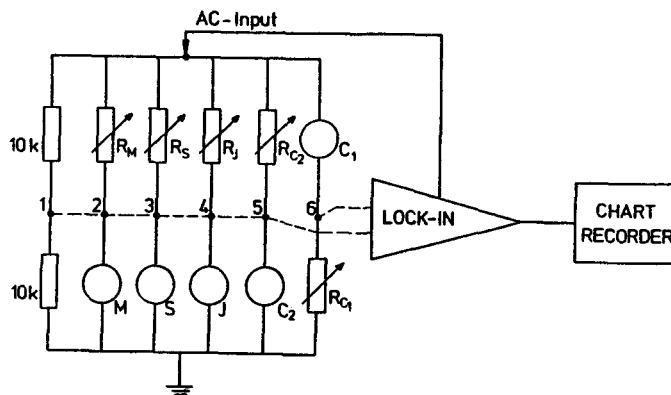 AC-Input
10k
R_M
R_S
R_J
R_C2
C_1
1
2
3
4
5
6
LOCK-IN
CHART
RECORDER
10k
M
S
J
C_2
R_C1